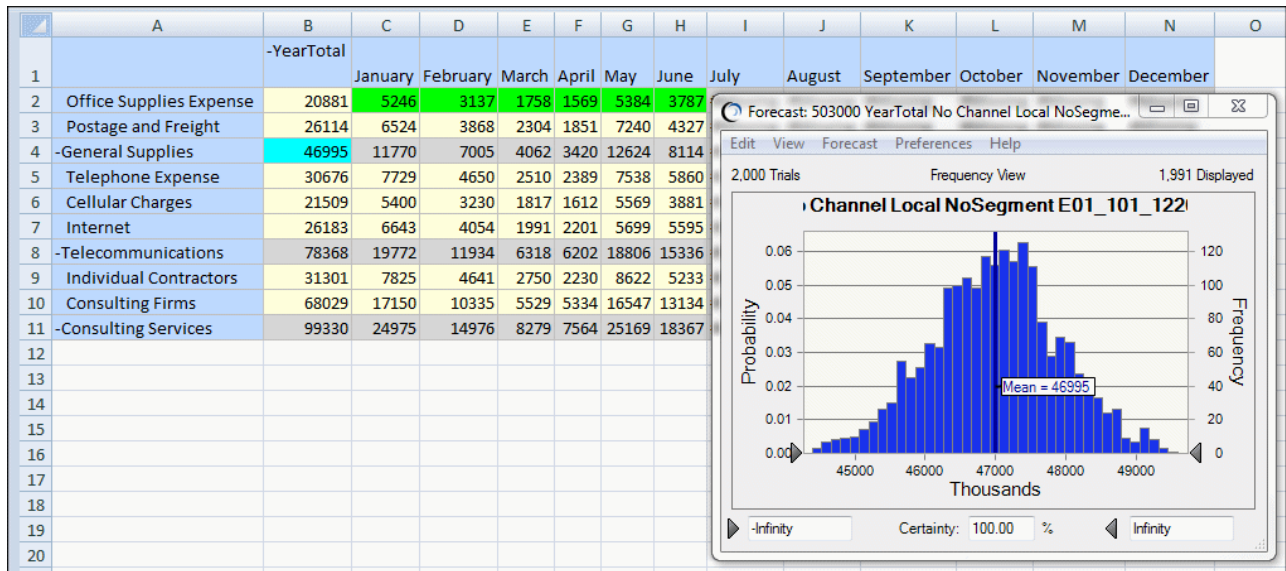 A B C D E F G H I J K L M N O
1 -YearTotal January February March April May June July August September October November December
2 Office Supplies Expense 20881 5246 3137 1758 1569 5384 3787
3 Postage and Freight 26114 6524 3868 2304 1851 7240 4327
4 -General Supplies 46995 11770 7005 4062 3420 12624 8114
5 Telephone Expense 30676 7729 4650 2510 2389 7538 5860
6 Cellular Charges 21509 5400 3230 1817 1612 5569 3881
7 Internet 26183 6643 4054 1991 2201 5699 5595
8 -Telecommunications 78368 19772 11934 6318 6202 18806 15336
9 Individual Contractors 31301 7825 4641 2750 2230 8622 5233
10 Consulting Firms 68029 17150 10335 5529 5334 16547 13134
11 -Consulting Services 99330 24975 14976 8279 7564 25169 18367
12
13
14
15
16
17
18
19
20
Forecast: 503000 YearTotal No Channel Local NoSegme...
Edit View Forecast Preferences Help
2,000 Trials Frequency View 1,991 Displayed
Channel Local NoSegment E01_101_122
0.06 120
0.05 100
0.04 80
0.03 60
0.02 40
0.01 20
0.00 0
Probability
Frequency
Mean = 46995
45000 46000 47000 48000 49000
Thousands
-Infinity Certainty: 100.00 % Infinity